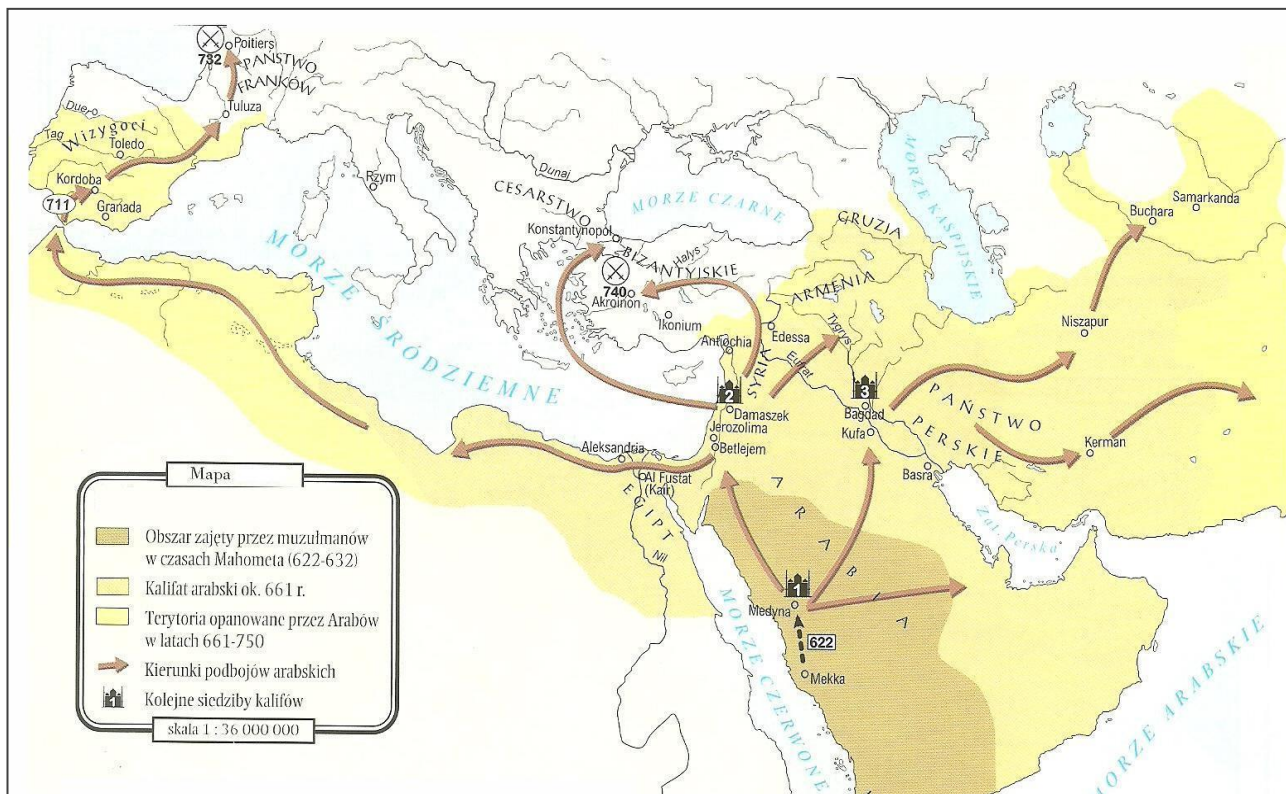 Poitiers
732
PAŃSTWO
FRANKÓW
Tuluza
Due
Tag
Wizygoci
Toledo
Kordoba
711
Granada
Rzym
Dunaj
CESARSTWO
BIZANTYJSKIE
Konstantynopol
Halys
740
Akroinon
Ikonium
MORZE CZARNE
GRUZJA
ARMENIA
MORZE KASPIJSKIE
Samarkanda
Buchara
Niszapur
MORZE ŚRÓDZIEMNE
Antiochia
Edessa
SYRIA
Eufrat
Tygrys
2
Damaszek
Jerozolima
Betlejem
3
Bagdad
Kufa
PAŃSTWO
PERSKIE
Kerman
Basra
Zat. Perska
Aleksandria
Al Fustat
(Kair)
EGIPT
Nil
ARABIA
1
Medyna
622
Mekka
MORZE CZERWONE
MORZE ARABSKIE
Mapa
Obszar zajęty przez muzułmanów
w czasach Mahometa (622-632)
Kalifat arabski ok. 661 r.
Terytoria opanowane przez Arabów
w latach 661-750
Kierunki podbojów arabskich
1
Kolejne siedziby kalifów
skala 1 : 36 000 000